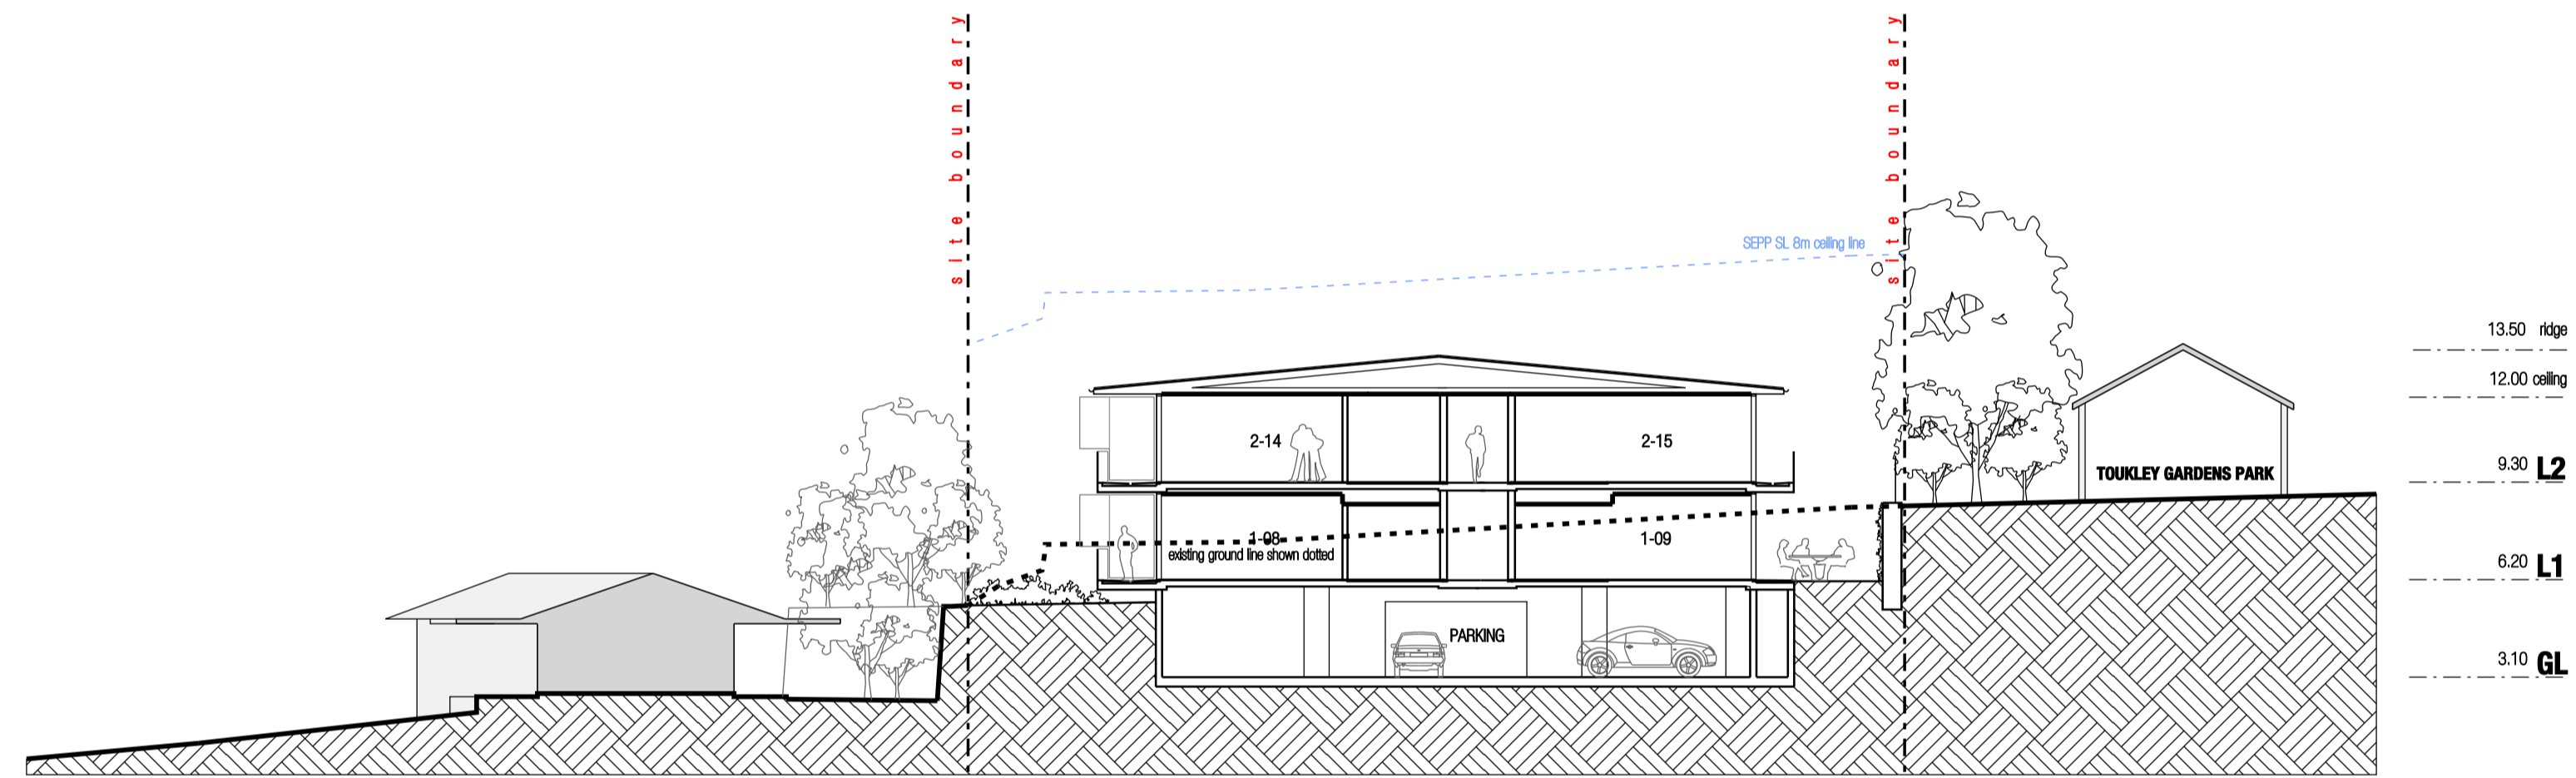 site boundary
site boundary
SEPP SL 8m ceiling line
13.50 ridge
12.00 ceiling
2-14
2-15
9.30 L2
TOUKLEY GARDENS PARK
1-08
1-09
existing ground line shown dotted
6.20 L1
PARKING
3.10 GL